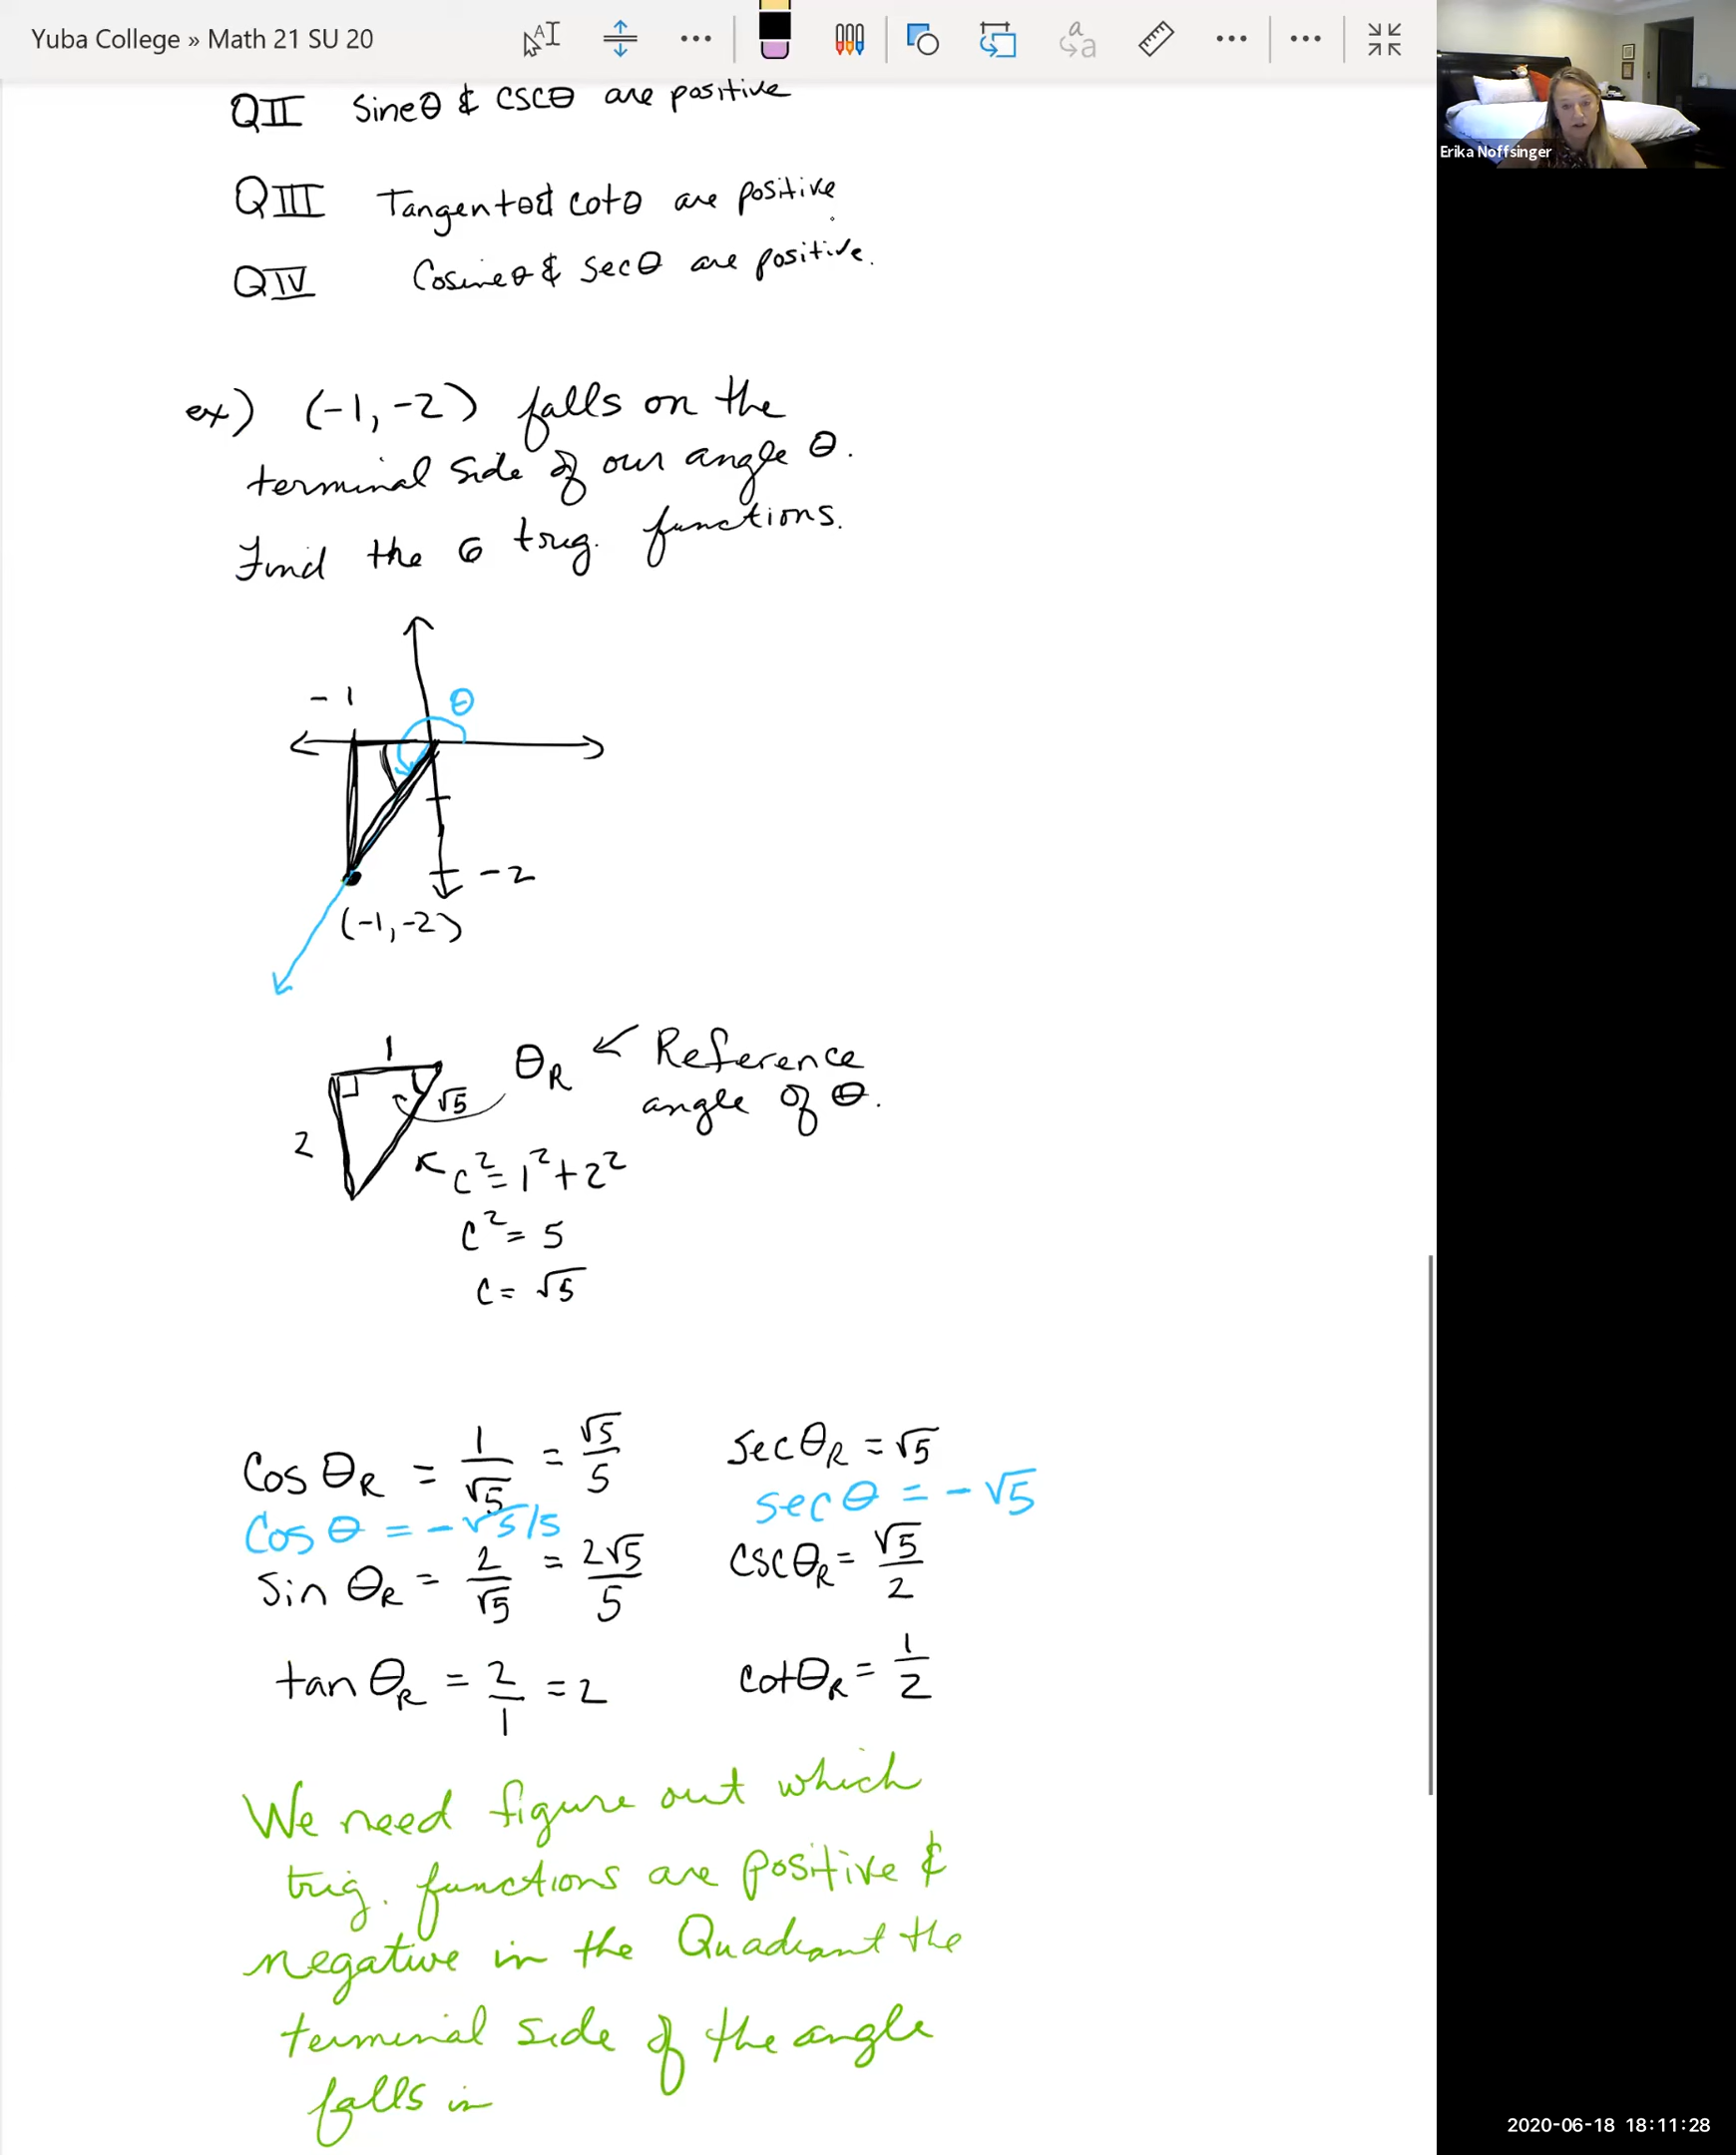 Yuba College » Math 21 SU 20
Erika Noffsinger
QII Sineθ & CSCθ are positive
QIII Tangentθ cotθ are positive
QIV Cosineθ & Secθ are positive.
ex) (-1,-2) falls on the
terminal side of our angle θ.
Find the 6 trig. functions.
-1
θ
-2
(-1,-2)
1
θR ← Reference
angle of θ.
√5
2
c² = 1² + 2²
c² = 5
c = √5
Cos θR = 1/√5 = √5/5
Cos θ = -√5/5
Sin θR = 2/√5 = 2√5/5
tan θR = 2/1 = 2
Sec θR = √5
sec θ = -√5
CSC θR = √5/2
cot θR = 1/2
We need figure out which
trig. functions are positive &
negative in the Quadrant the
terminal side of the angle
falls in
2020-06-18 18:11:28